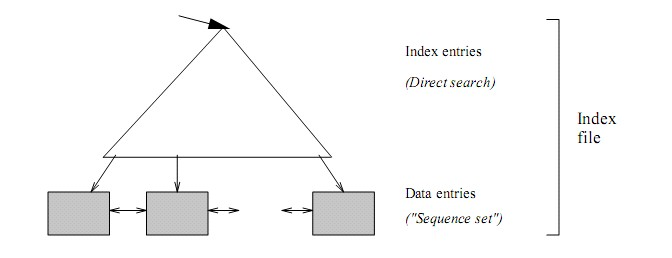 Index entries
(Direct search)
Index
file
Data entries
("Sequence set")